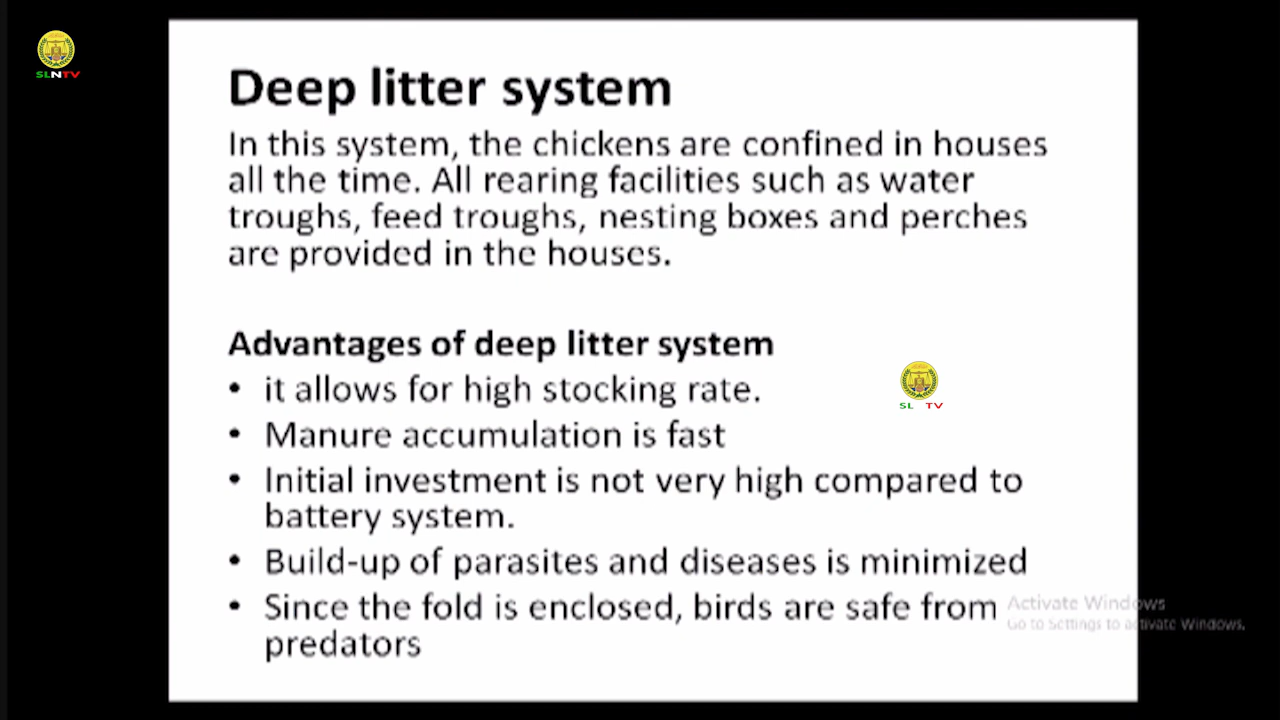 SLNTV
Deep litter system
In this system, the chickens are confined in houses
all the time. All rearing facilities such as water
troughs, feed troughs, nesting boxes and perches
are provided in the houses.
Advantages of deep litter system
• it allows for high stocking rate.
SL TV
• Manure accumulation is fast
• Initial investment is not very high compared to
battery system.
• Build-up of parasites and diseases is minimized
• Since the fold is enclosed, birds are safe from
predators
Activate Windows
Go to Settings to activate Windows.